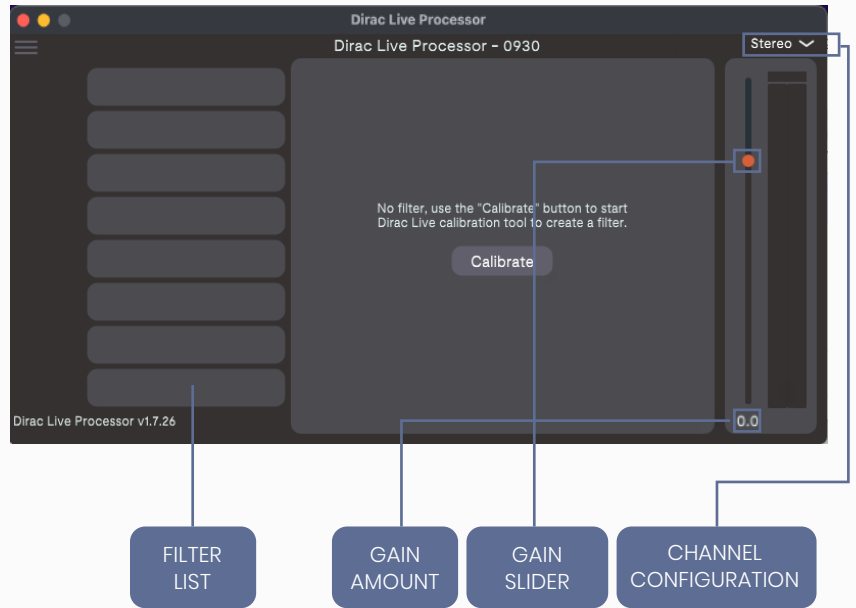 Dirac Live Processor
Dirac Live Processor - 0930
Stereo
No filter, use the "Calibrate" button to start
Dirac Live calibration tool to create a filter.
Calibrate
Dirac Live Processor v1.7.26
0.0
FILTER
LIST
GAIN
AMOUNT
GAIN
SLIDER
CHANNEL
CONFIGURATION